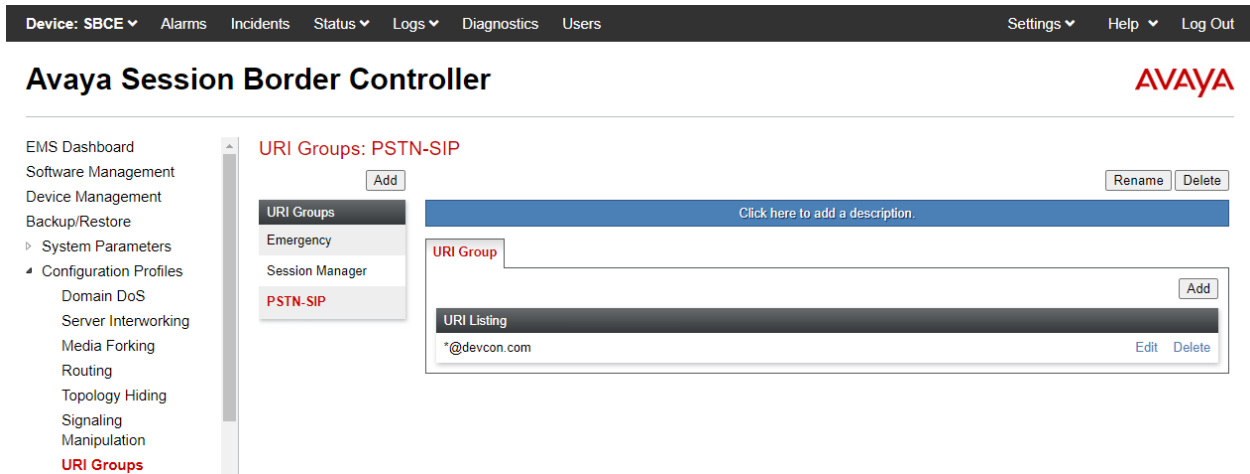 Device: SBCE Alarms Incidents Status Logs Diagnostics Users Settings Help Log Out
Avaya Session Border Controller
AVAYA
EMS Dashboard
Software Management
Device Management
Backup/Restore
System Parameters
Configuration Profiles
Domain DoS
Server Interworking
Media Forking
Routing
Topology Hiding
Signaling
Manipulation
URI Groups
URI Groups: PSTN-SIP
Add
Rename Delete
URI Groups
Emergency
Session Manager
PSTN-SIP
Click here to add a description.
URI Group
Add
URI Listing
*@devcon.com Edit Delete